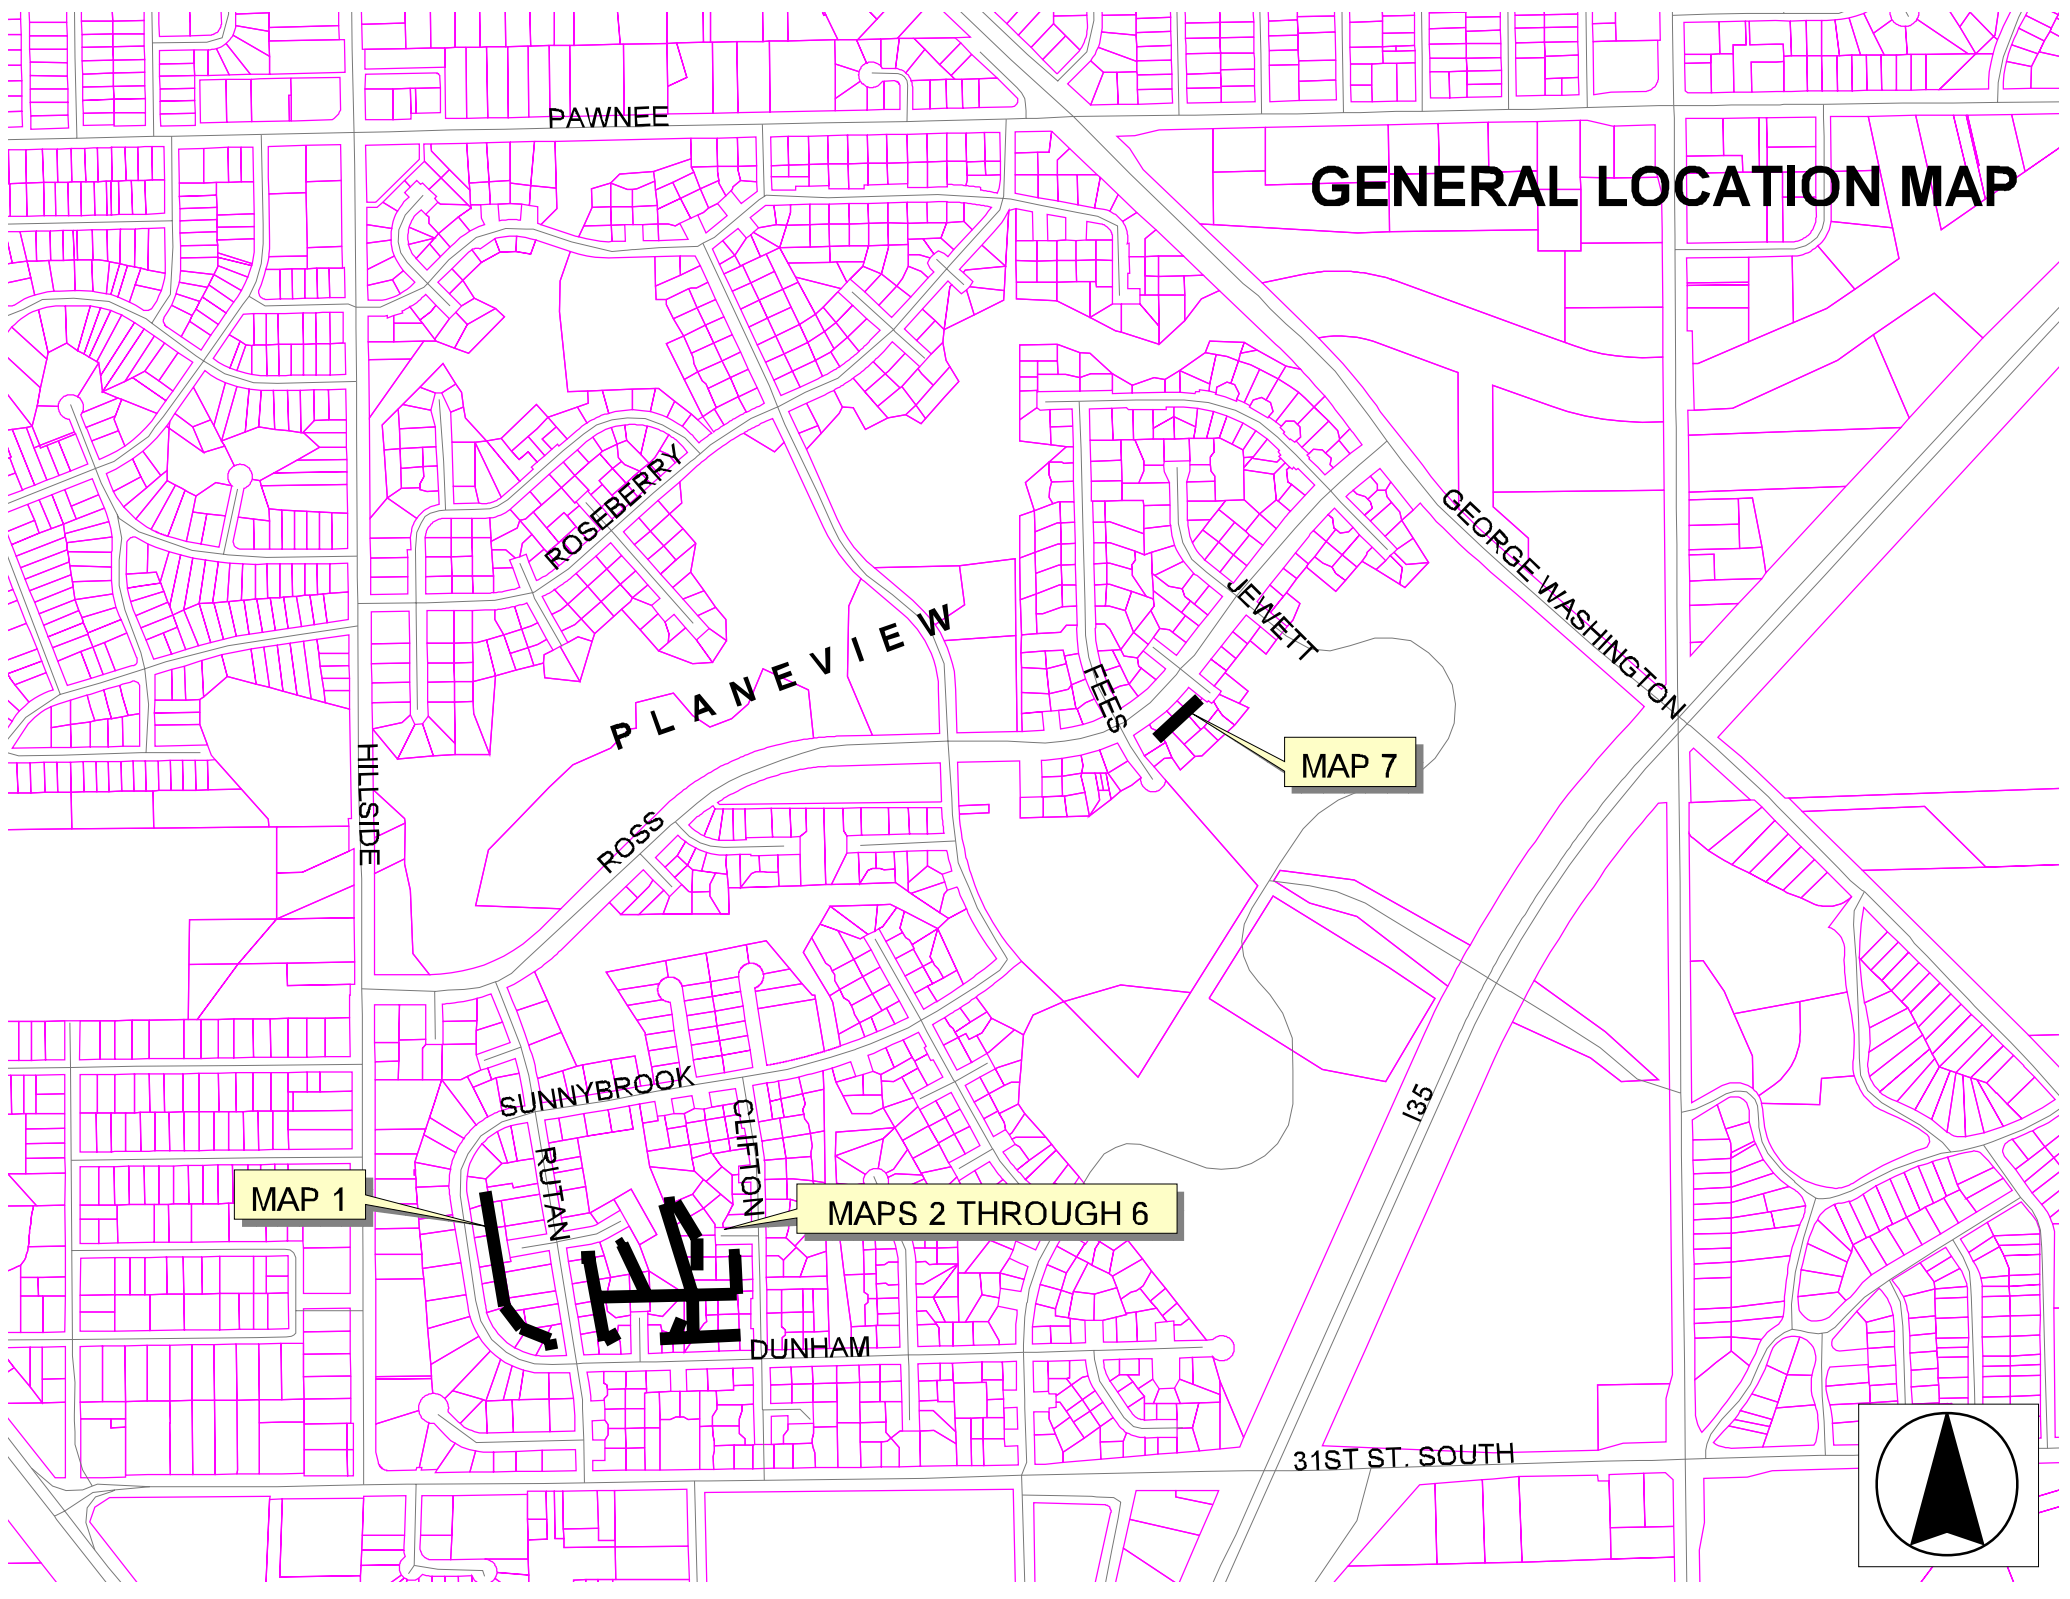 PAWNEE
GENERAL LOCATION MAP
ROSEBERRY
GEORGE WASHINGTON
JEWETT
PLANEVIEW
FEES
HILLSIDE
MAP 7
ROSS
SUNNYBROOK
I35
CLIFTON
RUTAN
MAP 1
MAPS 2 THROUGH 6
DUNHAM
31ST ST. SOUTH